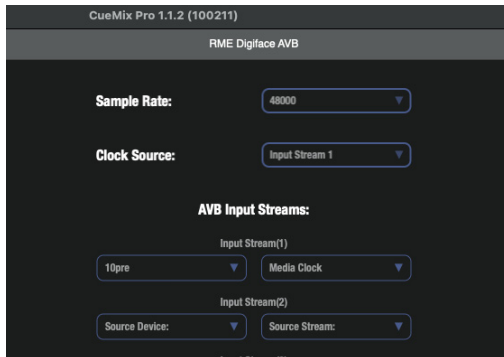 CueMix Pro 1.1.2 (100211)
RME Digiface AVB
Sample Rate: 48000
Clock Source: Input Stream 1
AVB Input Streams:
Input Stream(1)
10pre Media Clock
Input Stream(2)
Source Device: Source Stream: